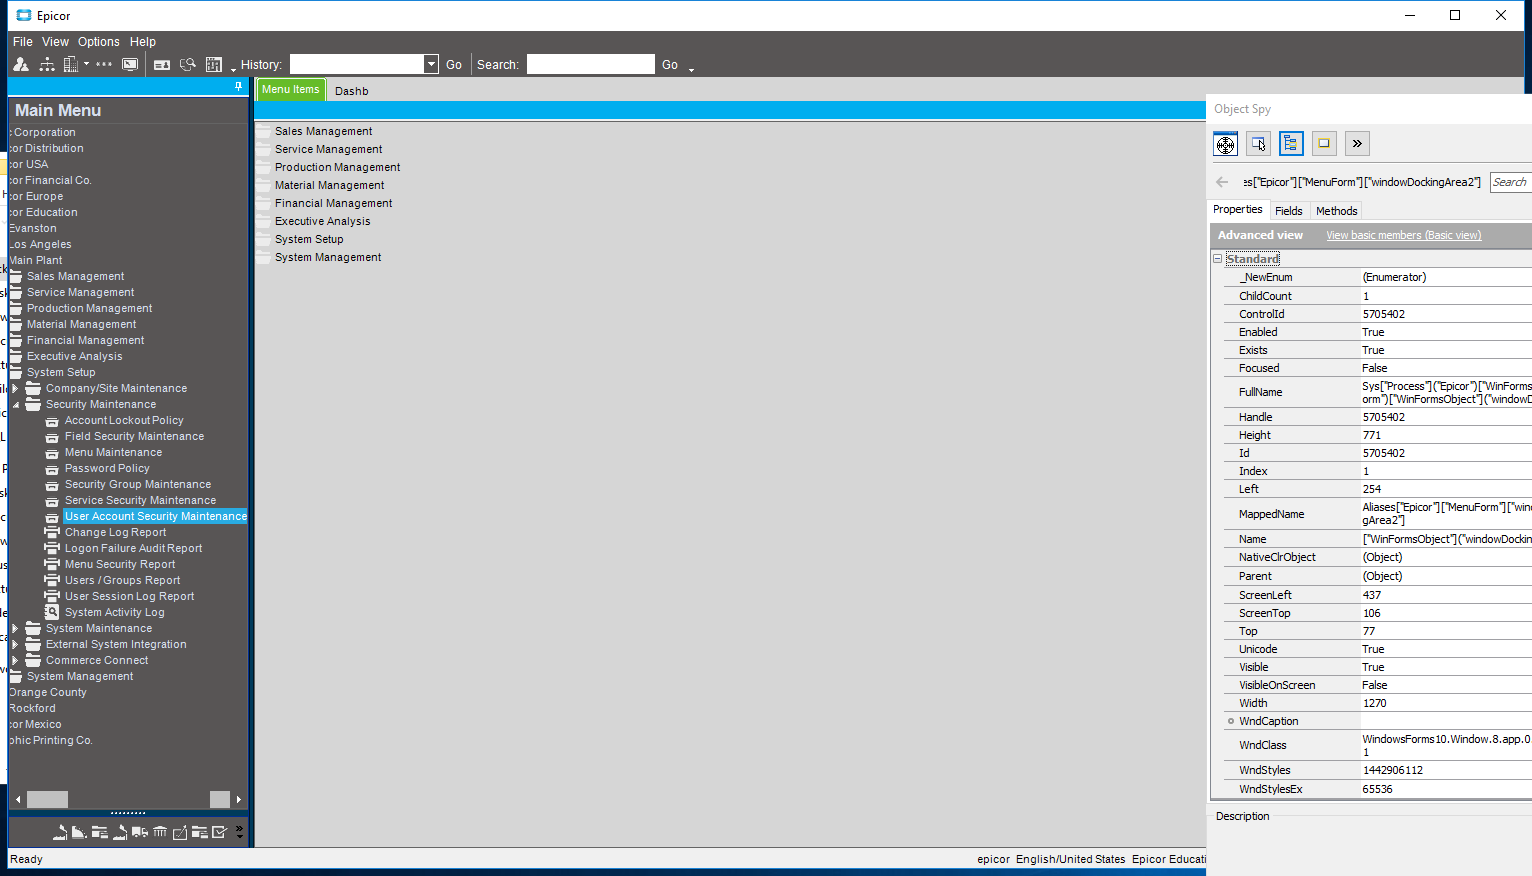 Epicor
File View Options Help
History: Go Search: Go
Main Menu
Corporation
cor Distribution
cor USA
cor Financial Co.
cor Europe
cor Education
Evanston
Los Angeles
Main Plant
Sales Management
Service Management
Production Management
Material Management
Financial Management
Executive Analysis
System Setup
Company/Site Maintenance
Security Maintenance
Account Lockout Policy
Field Security Maintenance
Menu Maintenance
Password Policy
Security Group Maintenance
Service Security Maintenance
User Account Security Maintenance
Change Log Report
Logon Failure Audit Report
Menu Security Report
Users / Groups Report
User Session Log Report
System Activity Log
System Maintenance
External System Integration
Commerce Connect
System Management
Orange County
Rockford
cor Mexico
phic Printing Co.
Menu Items Dashb
Sales Management
Service Management
Production Management
Material Management
Financial Management
Executive Analysis
System Setup
System Management
Object Spy
»
es["Epicor"]["MenuForm"]["windowDockingArea2"] Search
Properties Fields Methods
Advanced view View basic members (Basic view)
Standard
_NewEnum (Enumerator)
ChildCount 1
ControlId 5705402
Enabled True
Exists True
Focused False
FullName Sys["Process"]("Epicor")["WinForms
orm")["WinFormsObject"]("windowD
Handle 5705402
Height 771
Id 5705402
Index 1
Left 254
MappedName Aliases["Epicor"]["MenuForm"]["wind
gArea2"]
Name ["WinFormsObject"]("windowDockin
NativeClrObject (Object)
Parent (Object)
ScreenLeft 437
ScreenTop 106
Top 77
Unicode True
Visible True
VisibleOnScreen False
Width 1270
WndCaption
WndClass WindowsForms10.Window.8.app.0.
1
WndStyles 1442906112
WndStylesEx 65536
Description
Ready epicor English/United States Epicor Educati